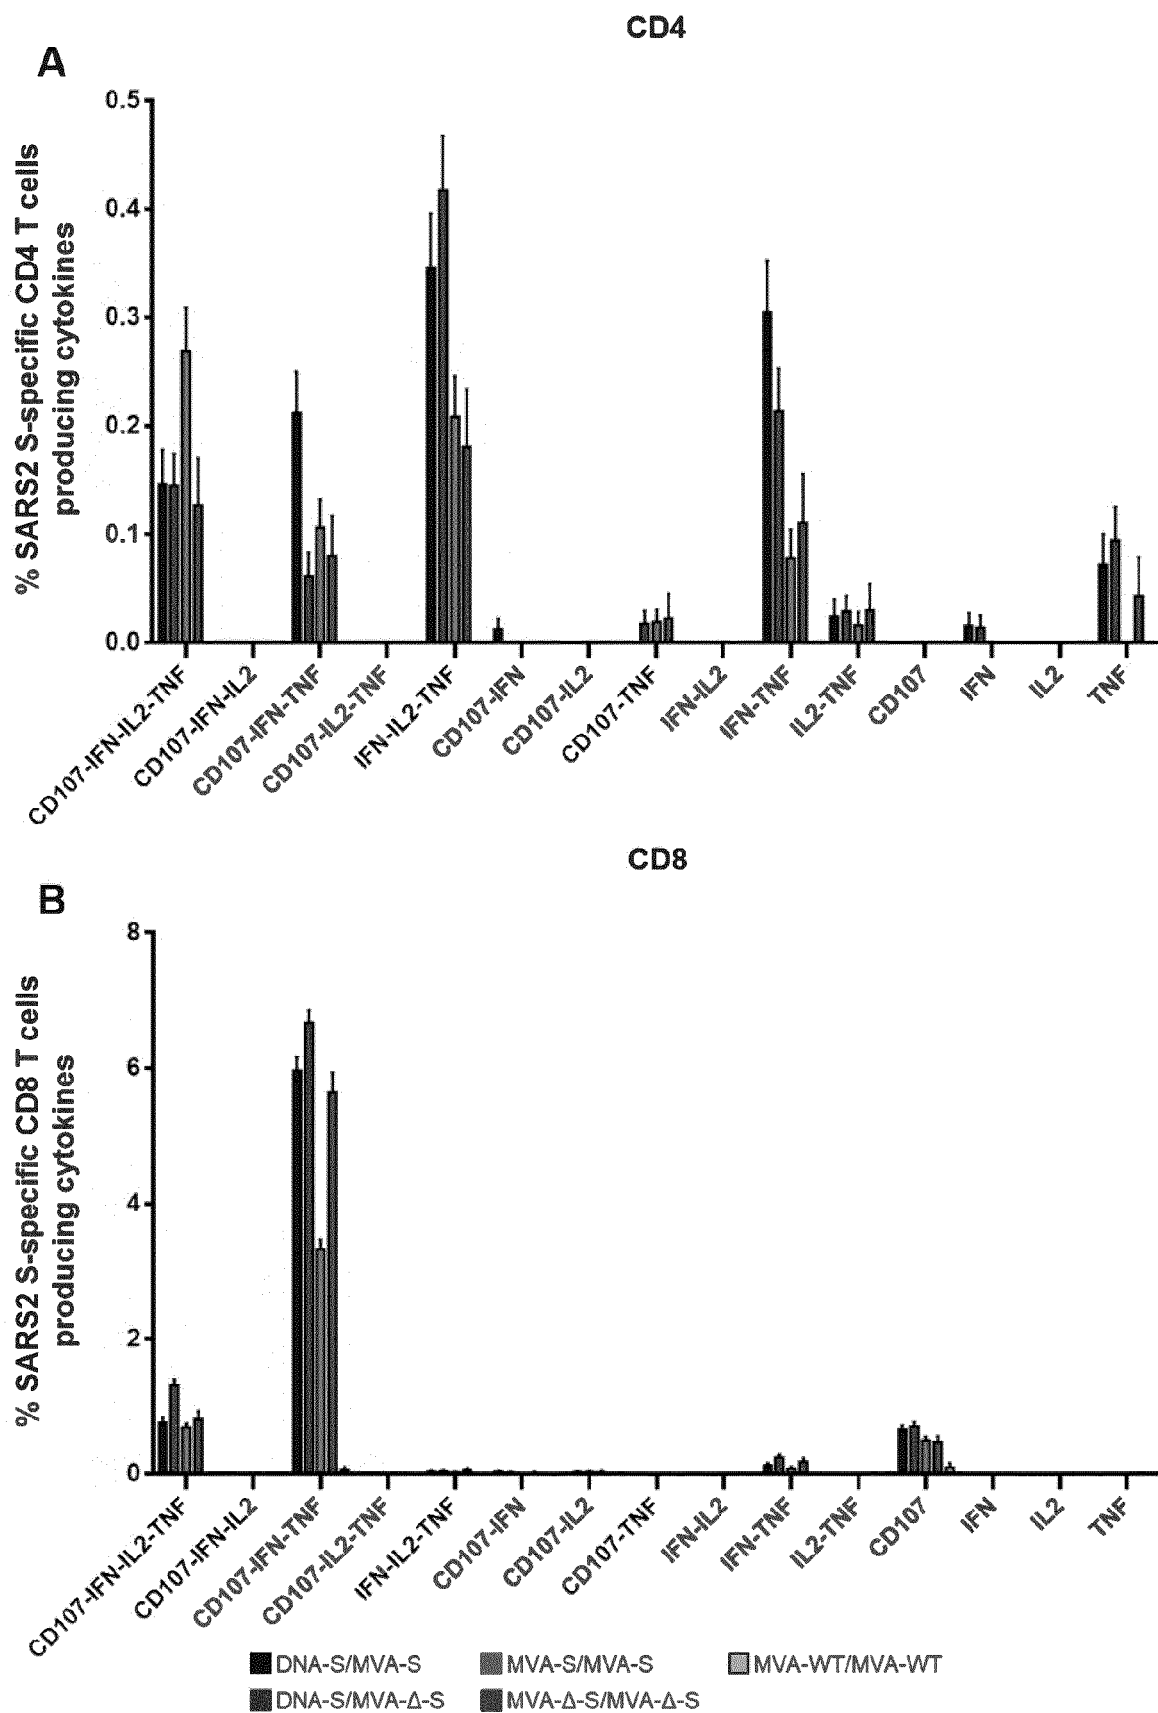 CD4
A
% SARS2 S-specific CD4 T cells
producing cytokines
0.5
0.4
0.3
0.2
0.1
0.0
CD107-IFN-IL2-TNF
CD107-IFN-IL2
CD107-IFN-TNF
CD107-IL2-TNF
IFN-IL2-TNF
CD107-IFN
CD107-IL2
CD107-TNF
IFN-IL2
IFN-TNF
IL2-TNF
CD107
IFN
IL2
TNF
CD8
B
% SARS2 S-specific CD8 T cells
producing cytokines
8
6
4
2
0
CD107-IFN-IL2-TNF
CD107-IFN-IL2
CD107-IFN-TNF
CD107-IL2-TNF
IFN-IL2-TNF
CD107-IFN
CD107-IL2
CD107-TNF
IFN-IL2
IFN-TNF
IL2-TNF
CD107
IFN
IL2
TNF
DNA-S/MVA-S MVA-S/MVA-S MVA-WT/MVA-WT
DNA-S/MVA-Δ-S MVA-Δ-S/MVA-Δ-S